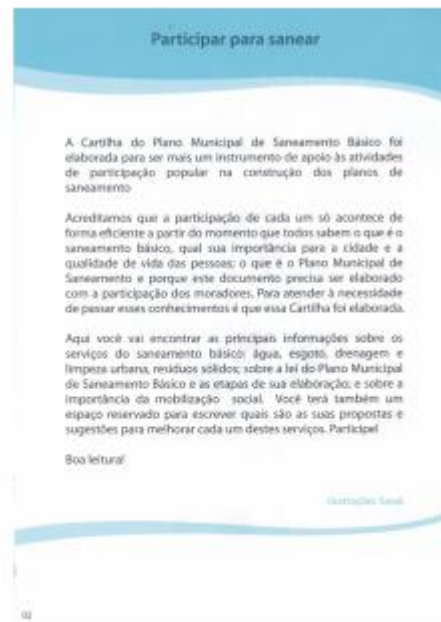 Participar para sanear
A Cartilha do Plano Municipal de Saneamento Básico foi
elaborada para ser mais um instrumento de apoio às atividades
de participação popular na construção dos planos de
saneamento
Acreditamos que a participação de cada um só acontece de
forma eficiente a partir do momento que todos sabem o que é o
saneamento básico, qual sua importância para a cidade e a
qualidade de vida das pessoas; o que é o Plano Municipal de
Saneamento e porque este documento precisa ser elaborado
com a participação dos moradores. Para atender à necessidade
de passar esses conhecimentos é que essa Cartilha foi elaborada.
Aqui você vai encontrar as principais informações sobre os
serviços do saneamento básico: água, esgoto, drenagem e
limpeza urbana, resíduos sólidos; sobre a lei do Plano Municipal
de Saneamento Básico e as etapas de sua elaboração; e sobre a
importância da mobilização social. Você terá também um
espaço reservado para escrever quais são as suas propostas e
sugestões para melhorar cada um destes serviços. Participe!
Boa leitura!
Ilustrações
02